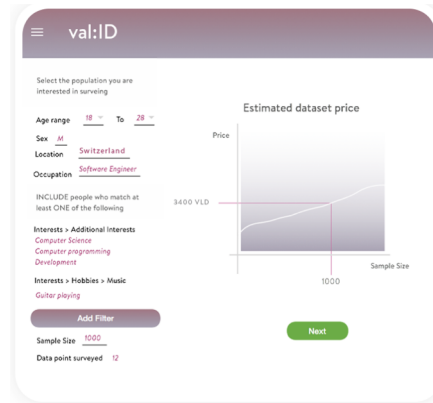 val:ID
Select the population you are
interested in surveing
Age range 18 To 28
Sex M
Location Switzerland
Occupation Software Engineer
INCLUDE people who match at
least ONE of the following
Interests > Additional Interests
Computer Science
Computer programming
Development
Interests > Hobbies > Music
Guitar playing
Add Filter
Sample Size 1000
Data point surveyed 12
Estimated dataset price
Price
3400 VLD
Sample Size
1000
Next